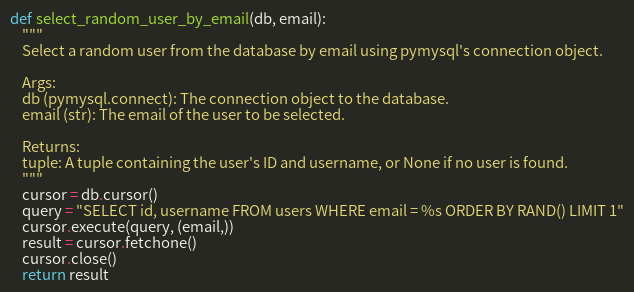 def select_random_user_by_email(db, email):
    """
    Select a random user from the database by email using pymysql's connection object.

    Args:
    db (pymysql.connect): The connection object to the database.
    email (str): The email of the user to be selected.

    Returns:
    tuple: A tuple containing the user's ID and username, or None if no user is found.
    """
    cursor = db.cursor()
    query = "SELECT id, username FROM users WHERE email = %s ORDER BY RAND() LIMIT 1"
    cursor.execute(query, (email,))
    result = cursor.fetchone()
    cursor.close()
    return result